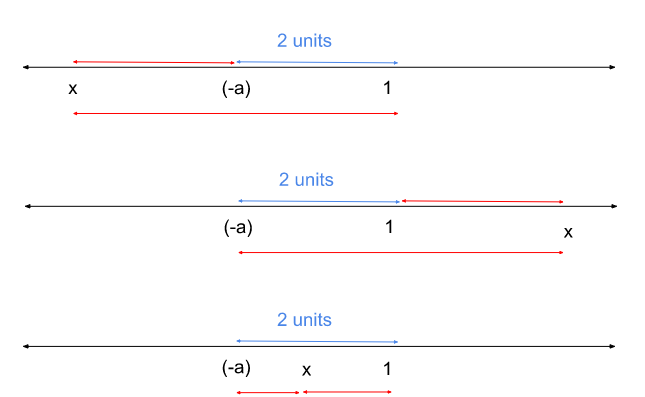 2 units
x (-a) 1
2 units
(-a) 1 x
2 units
(-a) x 1